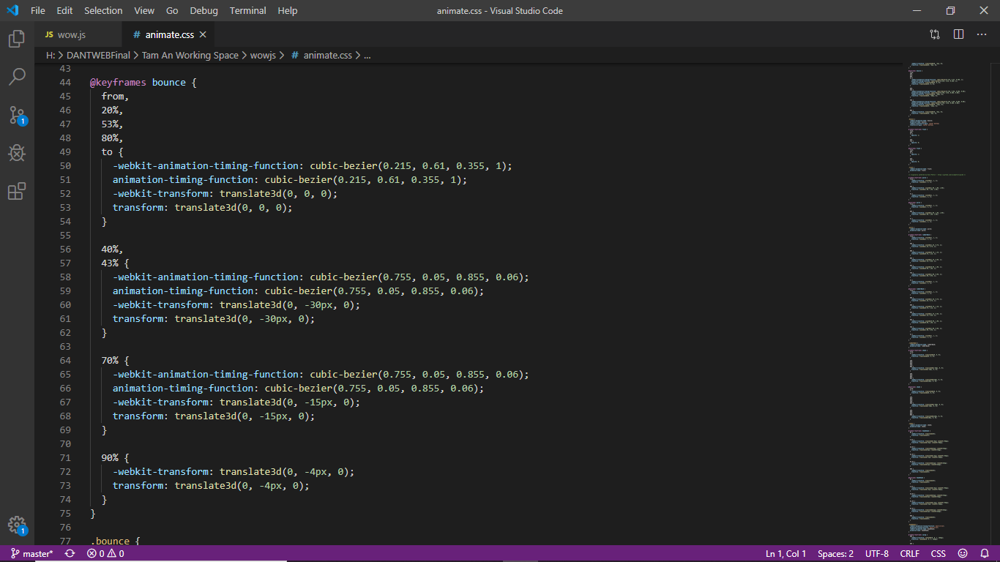 File Edit Selection View Go Debug Terminal Help animate.css - Visual Studio Code
JS wow.js # animate.css
H: > DANTWEBFinal > Tam An Working Space > wowjs > # animate.css > ...
43
44 @keyframes bounce {
45 from,
46 20%,
47 53%,
48 80%,
49 to {
50 -webkit-animation-timing-function: cubic-bezier(0.215, 0.61, 0.355, 1);
51 animation-timing-function: cubic-bezier(0.215, 0.61, 0.355, 1);
52 -webkit-transform: translate3d(0, 0, 0);
53 transform: translate3d(0, 0, 0);
54 }
55
56 40%,
57 43% {
58 -webkit-animation-timing-function: cubic-bezier(0.755, 0.05, 0.855, 0.06);
59 animation-timing-function: cubic-bezier(0.755, 0.05, 0.855, 0.06);
60 -webkit-transform: translate3d(0, -30px, 0);
61 transform: translate3d(0, -30px, 0);
62 }
63
64 70% {
65 -webkit-animation-timing-function: cubic-bezier(0.755, 0.05, 0.855, 0.06);
66 animation-timing-function: cubic-bezier(0.755, 0.05, 0.855, 0.06);
67 -webkit-transform: translate3d(0, -15px, 0);
68 transform: translate3d(0, -15px, 0);
69 }
70
71 90% {
72 -webkit-transform: translate3d(0, -4px, 0);
73 transform: translate3d(0, -4px, 0);
74 }
75 }
76
77 .bounce {
1
1
master* 0 0 Ln 1, Col 1 Spaces: 2 UTF-8 CRLF CSS